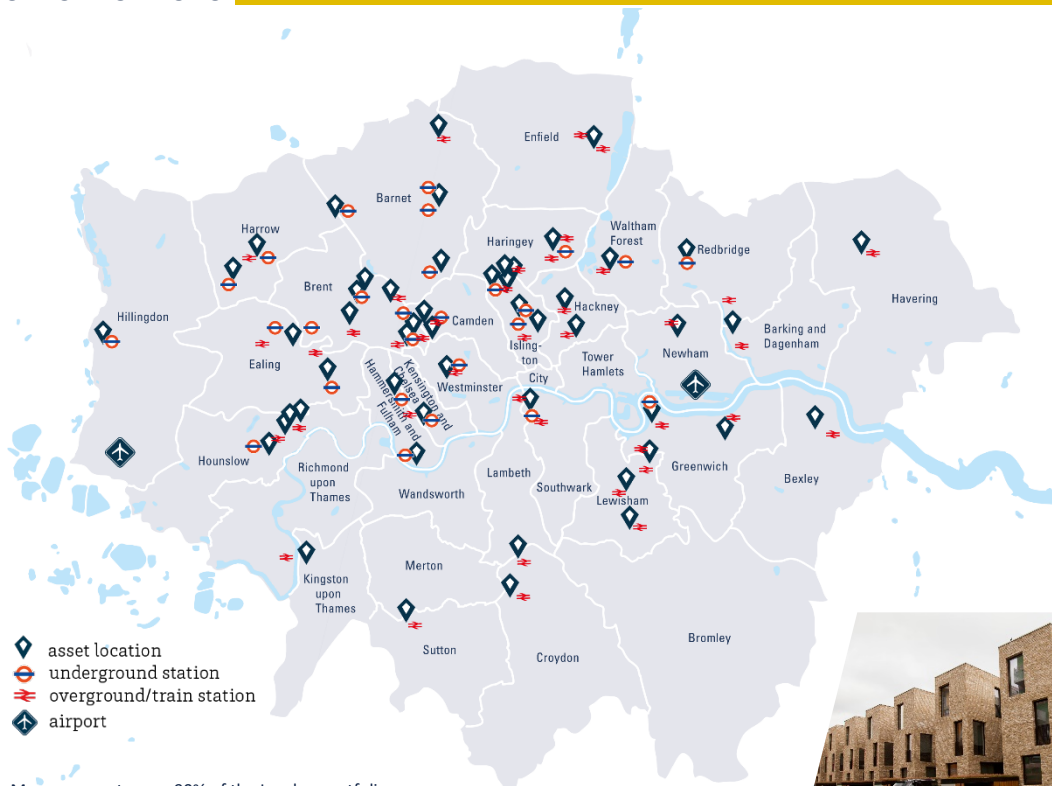 Enfield
Barnet
Harrow
Haringey
Waltham
Forest
Redbridge
Havering
Brent
Hillingdon
Camden
Hackney
Ealing
Isling-
ton
Tower
Hamlets
Newham
Barking and
Dagenham
Westminster
City
Kensington and
Chelsea
Hammersmith and
Fulham
Hounslow
Richmond
upon
Thames
Wandsworth
Lambeth
Southwark
Lewisham
Greenwich
Bexley
Merton
Kingston
upon
Thames
Sutton
Croydon
Bromley
asset location
underground station
overground/train station
airport